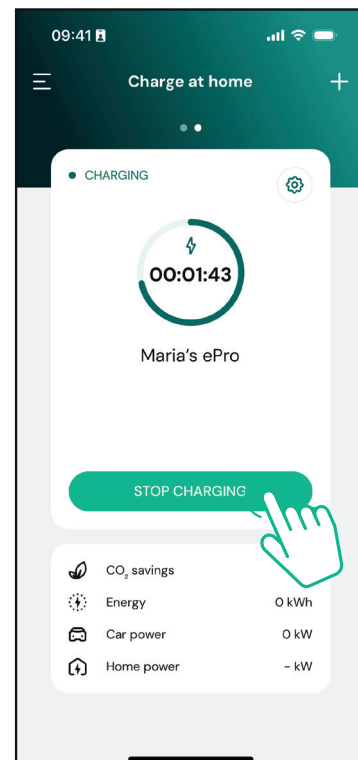 09:41
Charge at home
CHARGING
00:01:43
Maria's ePro
STOP CHARGING
CO₂ savings
Energy 0 kWh
Car power 0 kW
Home power – kW